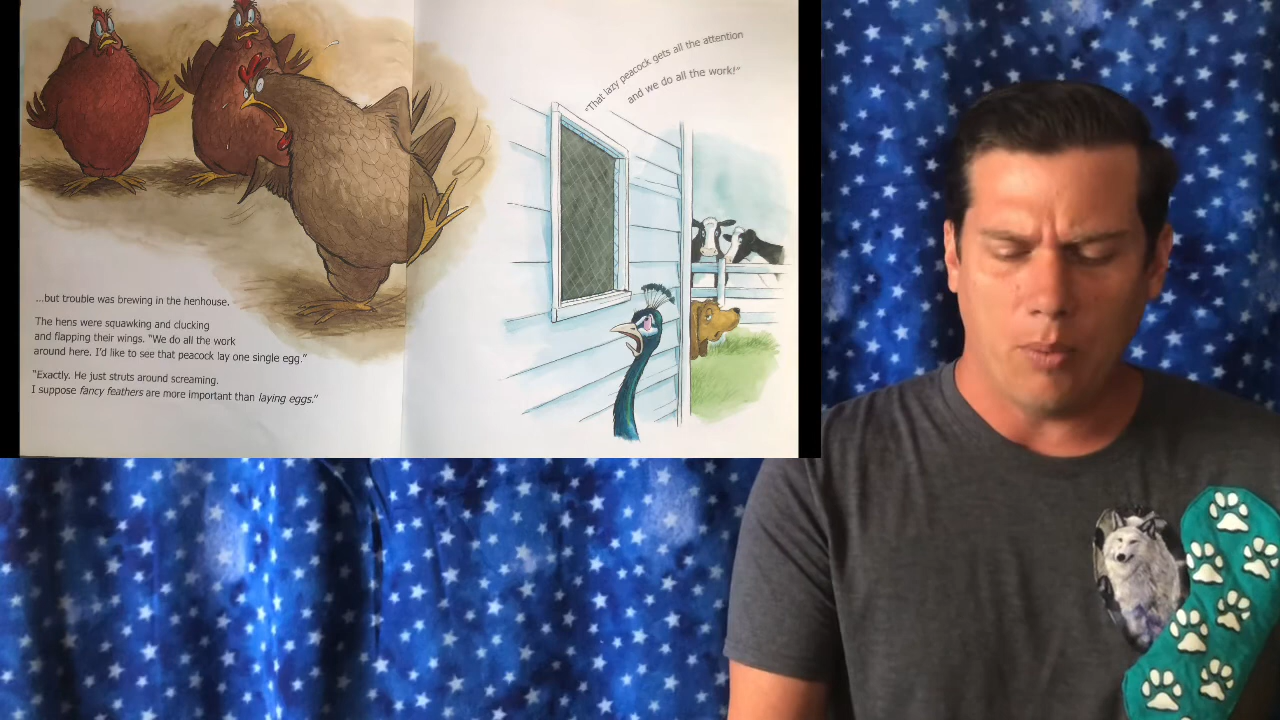 ...but trouble was brewing in the henhouse.
The hens were squawking and clucking
and flapping their wings. "We do all the work
around here. I'd like to see that peacock lay one single egg."
"Exactly. He just struts around screaming.
I suppose fancy feathers are more important than laying eggs."
"That lazy peacock gets all the attention
and we do all the work!"